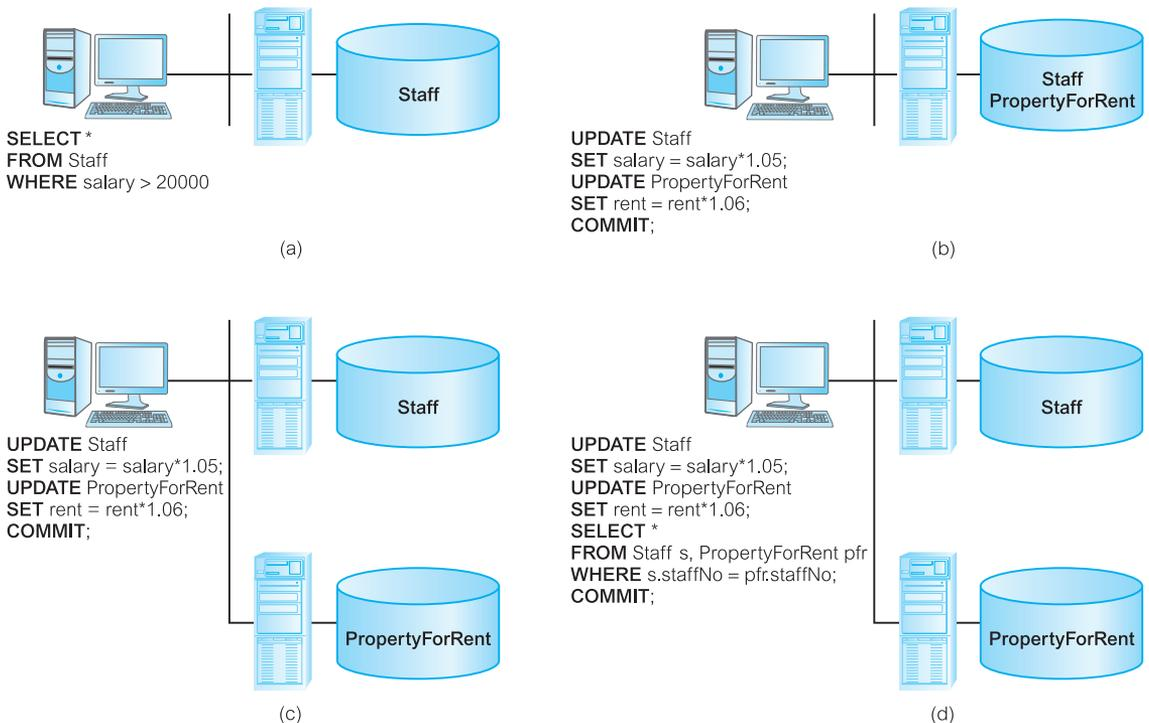 Staff
SELECT *
FROM Staff
WHERE salary > 20000
(a)
Staff
PropertyForRent
UPDATE Staff
SET salary = salary*1.05;
UPDATE PropertyForRent
SET rent = rent*1.06;
COMMIT;
(b)
Staff
UPDATE Staff
SET salary = salary*1.05;
UPDATE PropertyForRent
SET rent = rent*1.06;
COMMIT;
PropertyForRent
(c)
Staff
UPDATE Staff
SET salary = salary*1.05;
UPDATE PropertyForRent
SET rent = rent*1.06;
SELECT *
FROM Staff s, PropertyForRent pfr
WHERE s.staffNo = pfr.staffNo;
COMMIT;
PropertyForRent
(d)